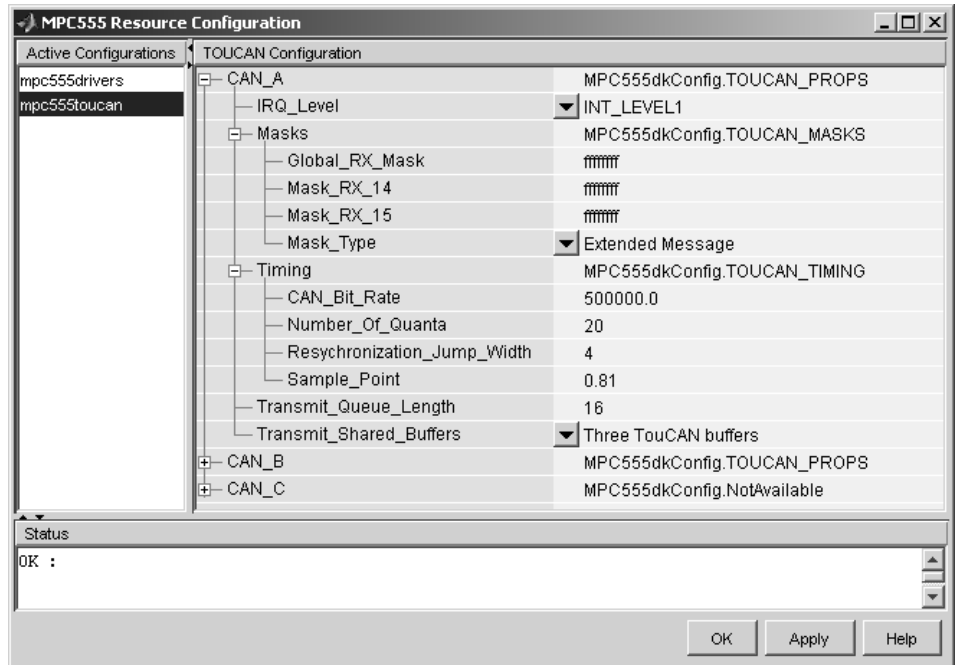 MPC555 Resource Configuration
Active Configurations
TOUCAN Configuration
mpc555drivers
mpc555toucan
CAN_A MPC555dkConfig.TOUCAN_PROPS
IRQ_Level INT_LEVEL1
Masks MPC555dkConfig.TOUCAN_MASKS
Global_RX_Mask ffffffff
Mask_RX_14 ffffffff
Mask_RX_15 ffffffff
Mask_Type Extended Message
Timing MPC555dkConfig.TOUCAN_TIMING
CAN_Bit_Rate 500000.0
Number_Of_Quanta 20
Resychronization_Jump_Width 4
Sample_Point 0.81
Transmit_Queue_Length 16
Transmit_Shared_Buffers Three TouCAN buffers
CAN_B MPC555dkConfig.TOUCAN_PROPS
CAN_C MPC555dkConfig.NotAvailable
Status
OK :
OK Apply Help